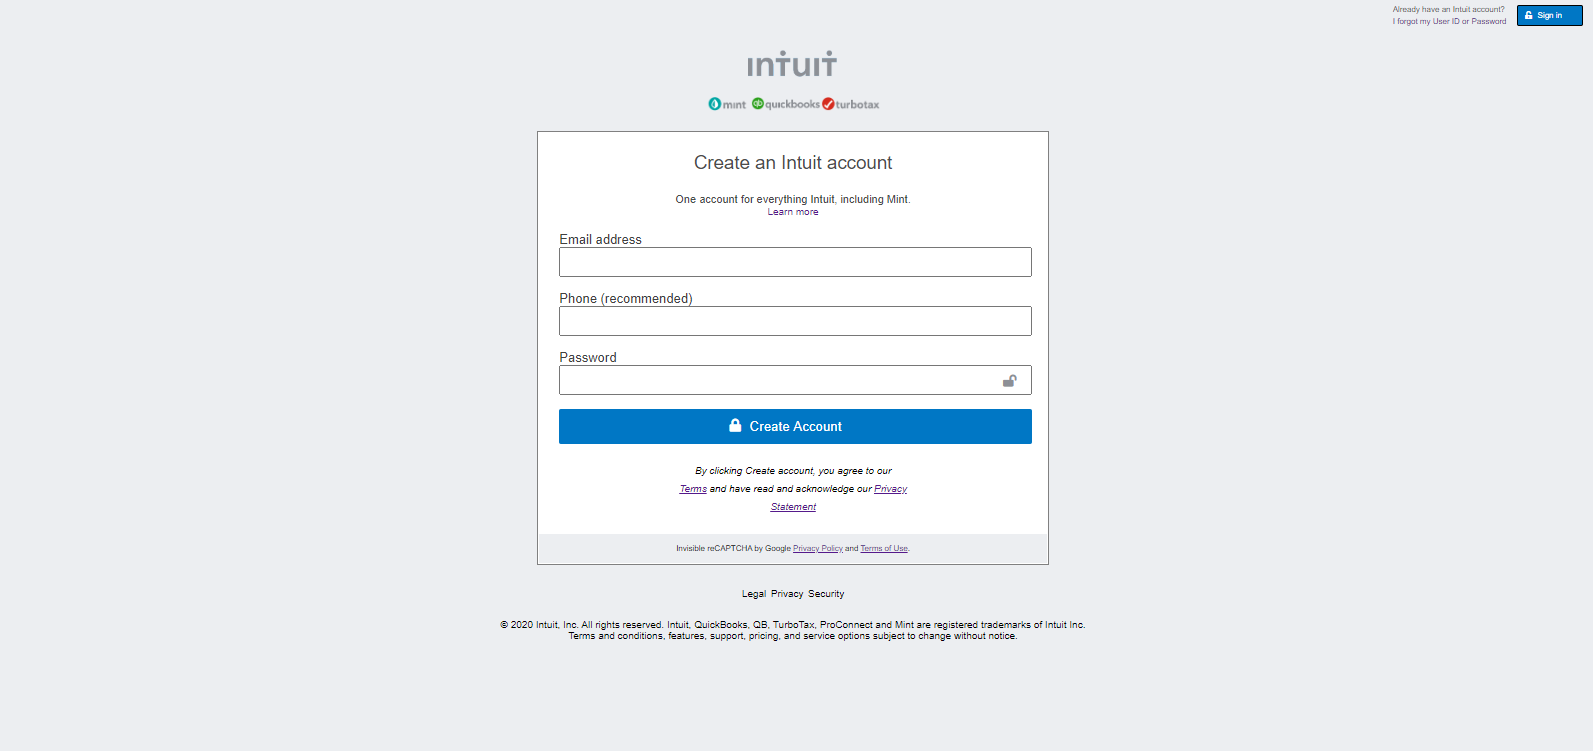 Already have an Intuit account?
I forgot my User ID or Password
Sign in
intuit
mint quickbooks turbotax
Create an Intuit account
One account for everything Intuit, including Mint.
Learn more
Email address
Phone (recommended)
Password
Create Account
By clicking Create account, you agree to our
Terms and have read and acknowledge our Privacy
Statement
Invisible reCAPTCHA by Google Privacy Policy and Terms of Use.
Legal Privacy Security
© 2020 Intuit, Inc. All rights reserved. Intuit, QuickBooks, QB, TurboTax, ProConnect and Mint are registered trademarks of Intuit Inc.
Terms and conditions, features, support, pricing, and service options subject to change without notice.